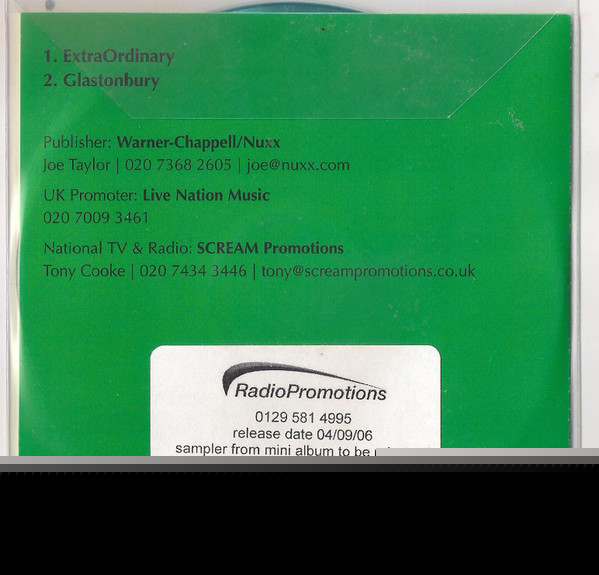 1. ExtraOrdinary
2. Glastonbury
Publisher: Warner-Chappell/Nuxx
Joe Taylor | 020 7368 2605 | joe@nuxx.com
UK Promoter: Live Nation Music
020 7009 3461
National TV & Radio: SCREAM Promotions
Tony Cooke | 020 7434 3446 | tony@screampromotions.co.uk
RadioPromotions
0129 581 4995
release date 04/09/06
sampler from mini album to be